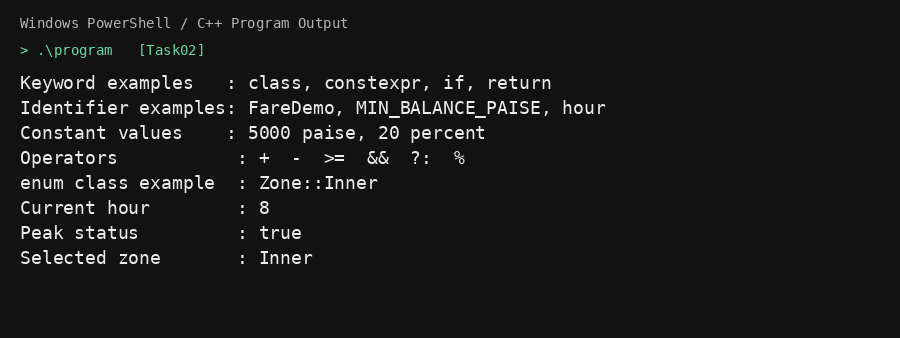 Windows PowerShell / C++ Program Output
> .\program   [Task02]
Keyword examples   : class, constexpr, if, return
Identifier examples: FareDemo, MIN_BALANCE_PAISE, hour
Constant values    : 5000 paise, 20 percent
Operators           : +  -  >=  &&  ?:  %
enum class example  : Zone::Inner
Current hour        : 8
Peak status         : true
Selected zone       : Inner